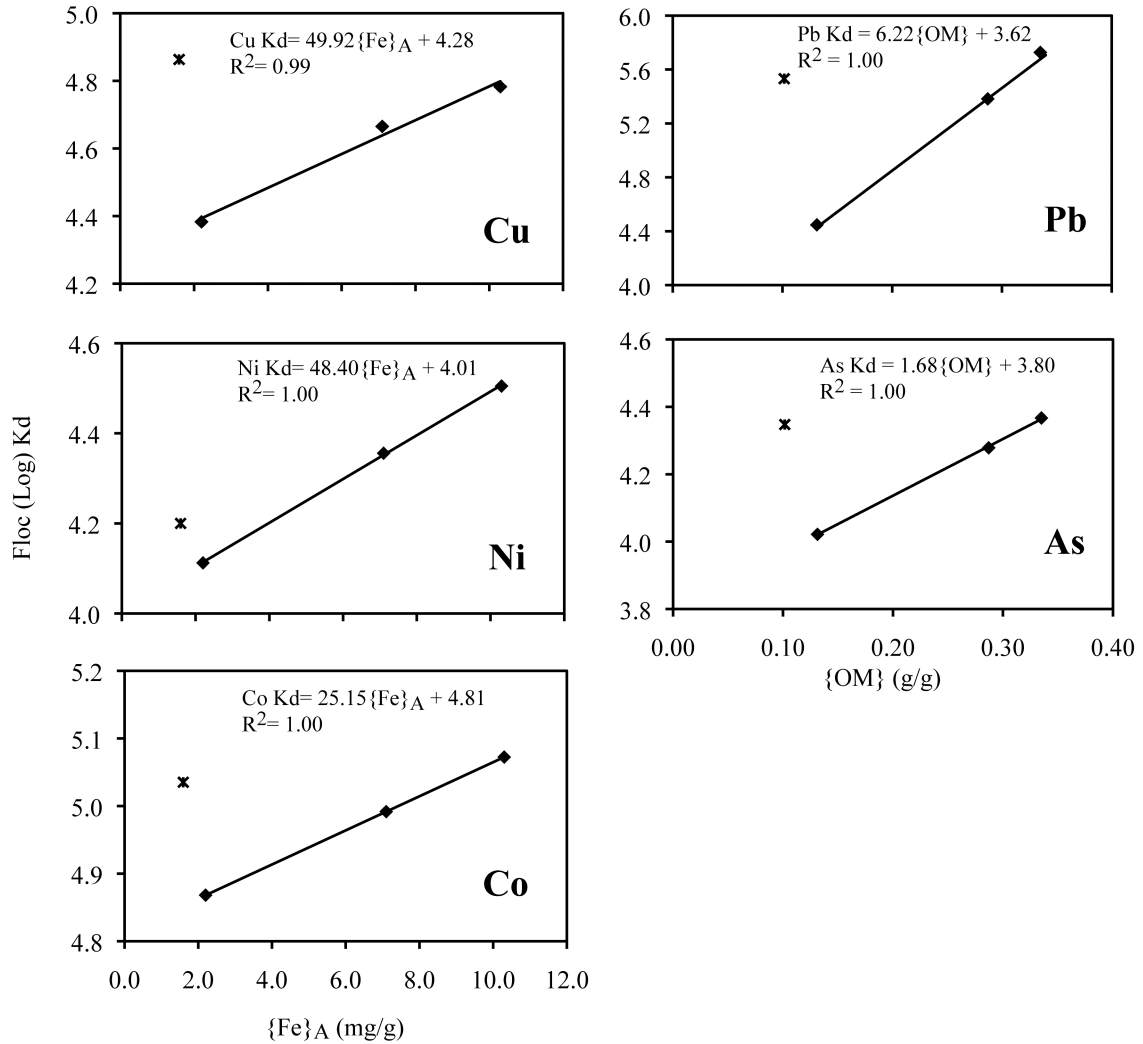 5.0
4.8
4.6
4.4
4.2
Cu Kd= 49.92{Fe}A + 4.28
R2= 0.99
Cu
6.0
5.6
5.2
4.8
4.4
4.0
Pb Kd = 6.22{OM} + 3.62
R2 = 1.00
Pb
Floc (Log) Kd
4.6
4.4
4.2
4.0
Ni Kd= 48.40{Fe}A + 4.01
R2= 1.00
Ni
4.6
4.4
4.2
4.0
3.8
As Kd = 1.68{OM} + 3.80
R2 = 1.00
As
0.00 0.10 0.20 0.30 0.40
{OM} (g/g)
5.2
5.1
5.0
4.9
4.8
Co Kd= 25.15{Fe}A + 4.81
R2= 1.00
Co
0.0 2.0 4.0 6.0 8.0 10.0 12.0
{Fe}A (mg/g)